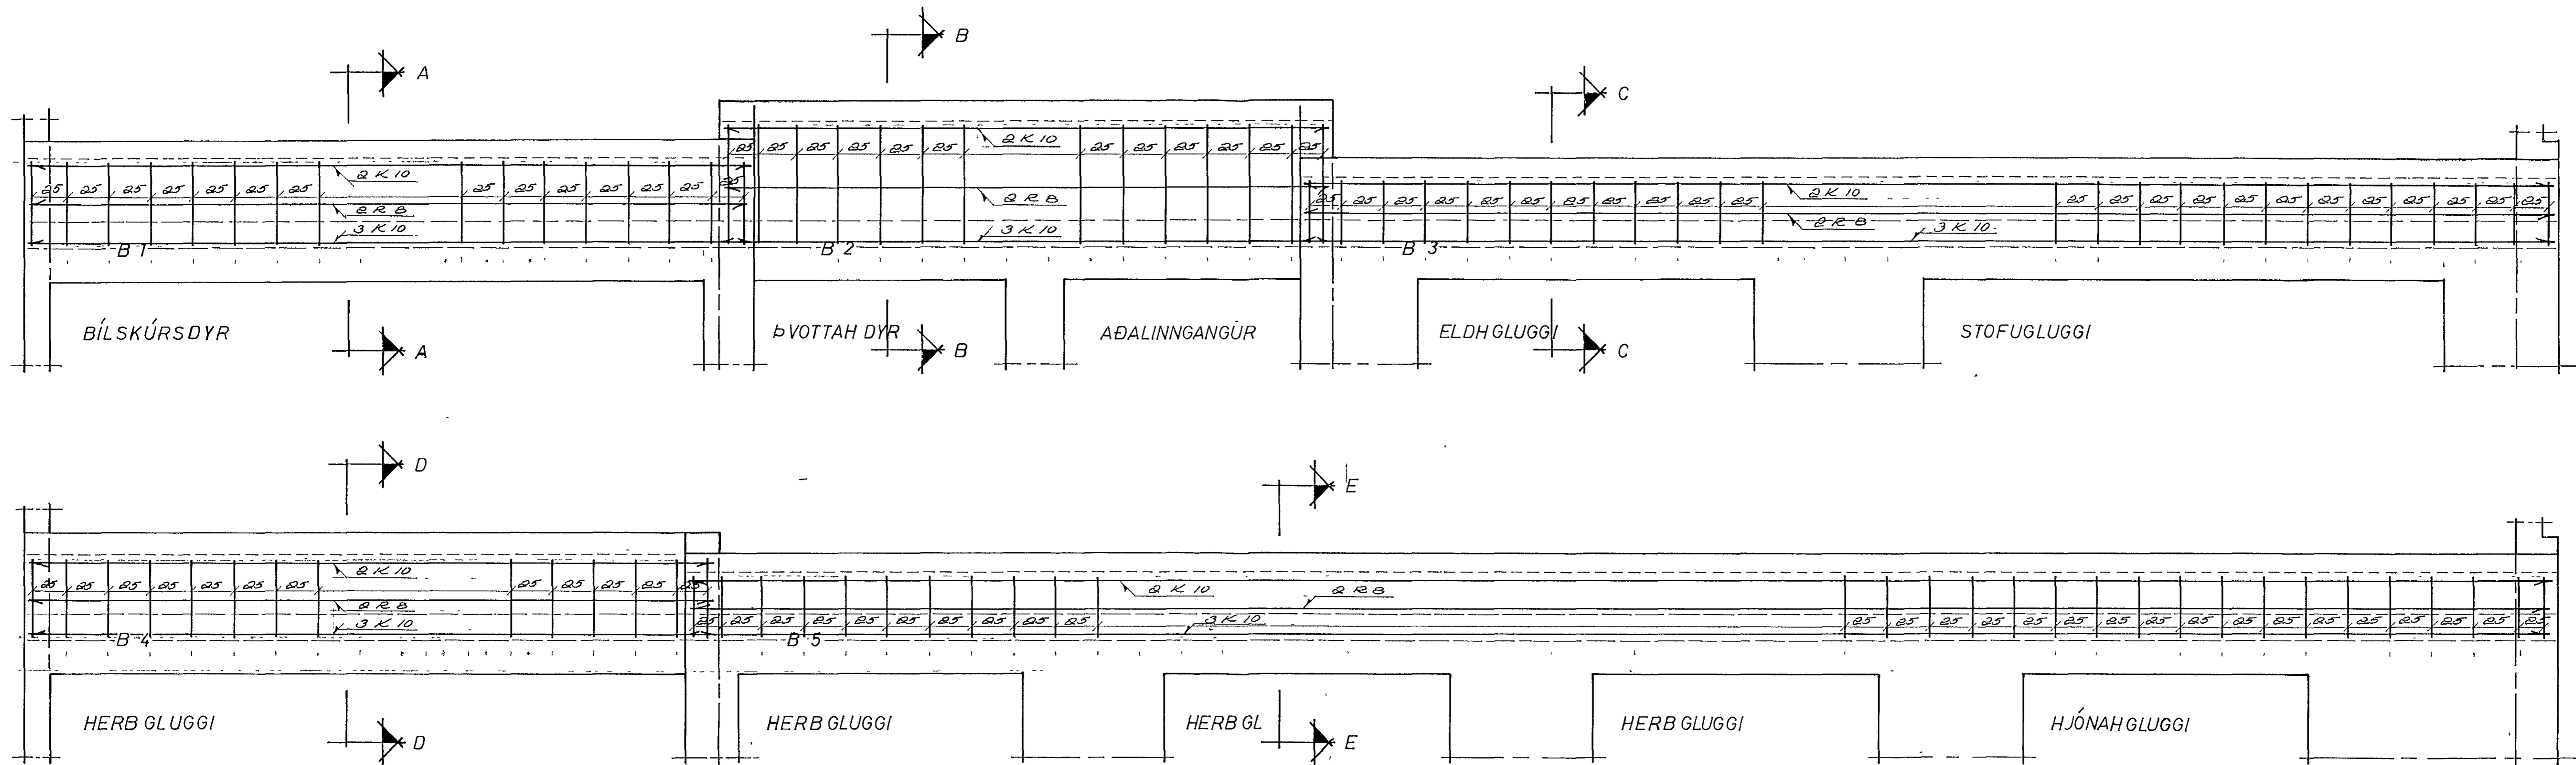 B
A
C
25 25 25 25 25 25 2 K 10 25 25 25 25 25 25
25 25 25 25 25 25 25 2 K 10 25 25 25 25 25 25 25
25 25 25 25 25 25 25 25 25 25 25 2 K 10 25 25 25 25 25 25 25 25 25 25 25 25
2 R 8
2 R 8
2 R 8
3 K 10
3 K 10
3 K 10
B 1
B 2
B 3
BÍLSKÚRSDYR
ÞVOTTAH DYR
AÐALINNGANGUR
ELDH GLUGGI
STOFUGLUGGI
A
B
C
D
E
25 25 25 25 25 25 25 2 K 10 25 25 25 25 25
2 K 10
2 R 8
2 R 8
3 K 10
25 25 25 25 25 25 25 25 25 25 3 K 10 25 25 25 25 25 25 25 25 25 25 25 25 25 25 25 25 25
B 4
B 5
HERB GLUGGI
HERB GLUGGI
HERB GL
HERB GLUGGI
HJÓNAH GLUGGI
D
E